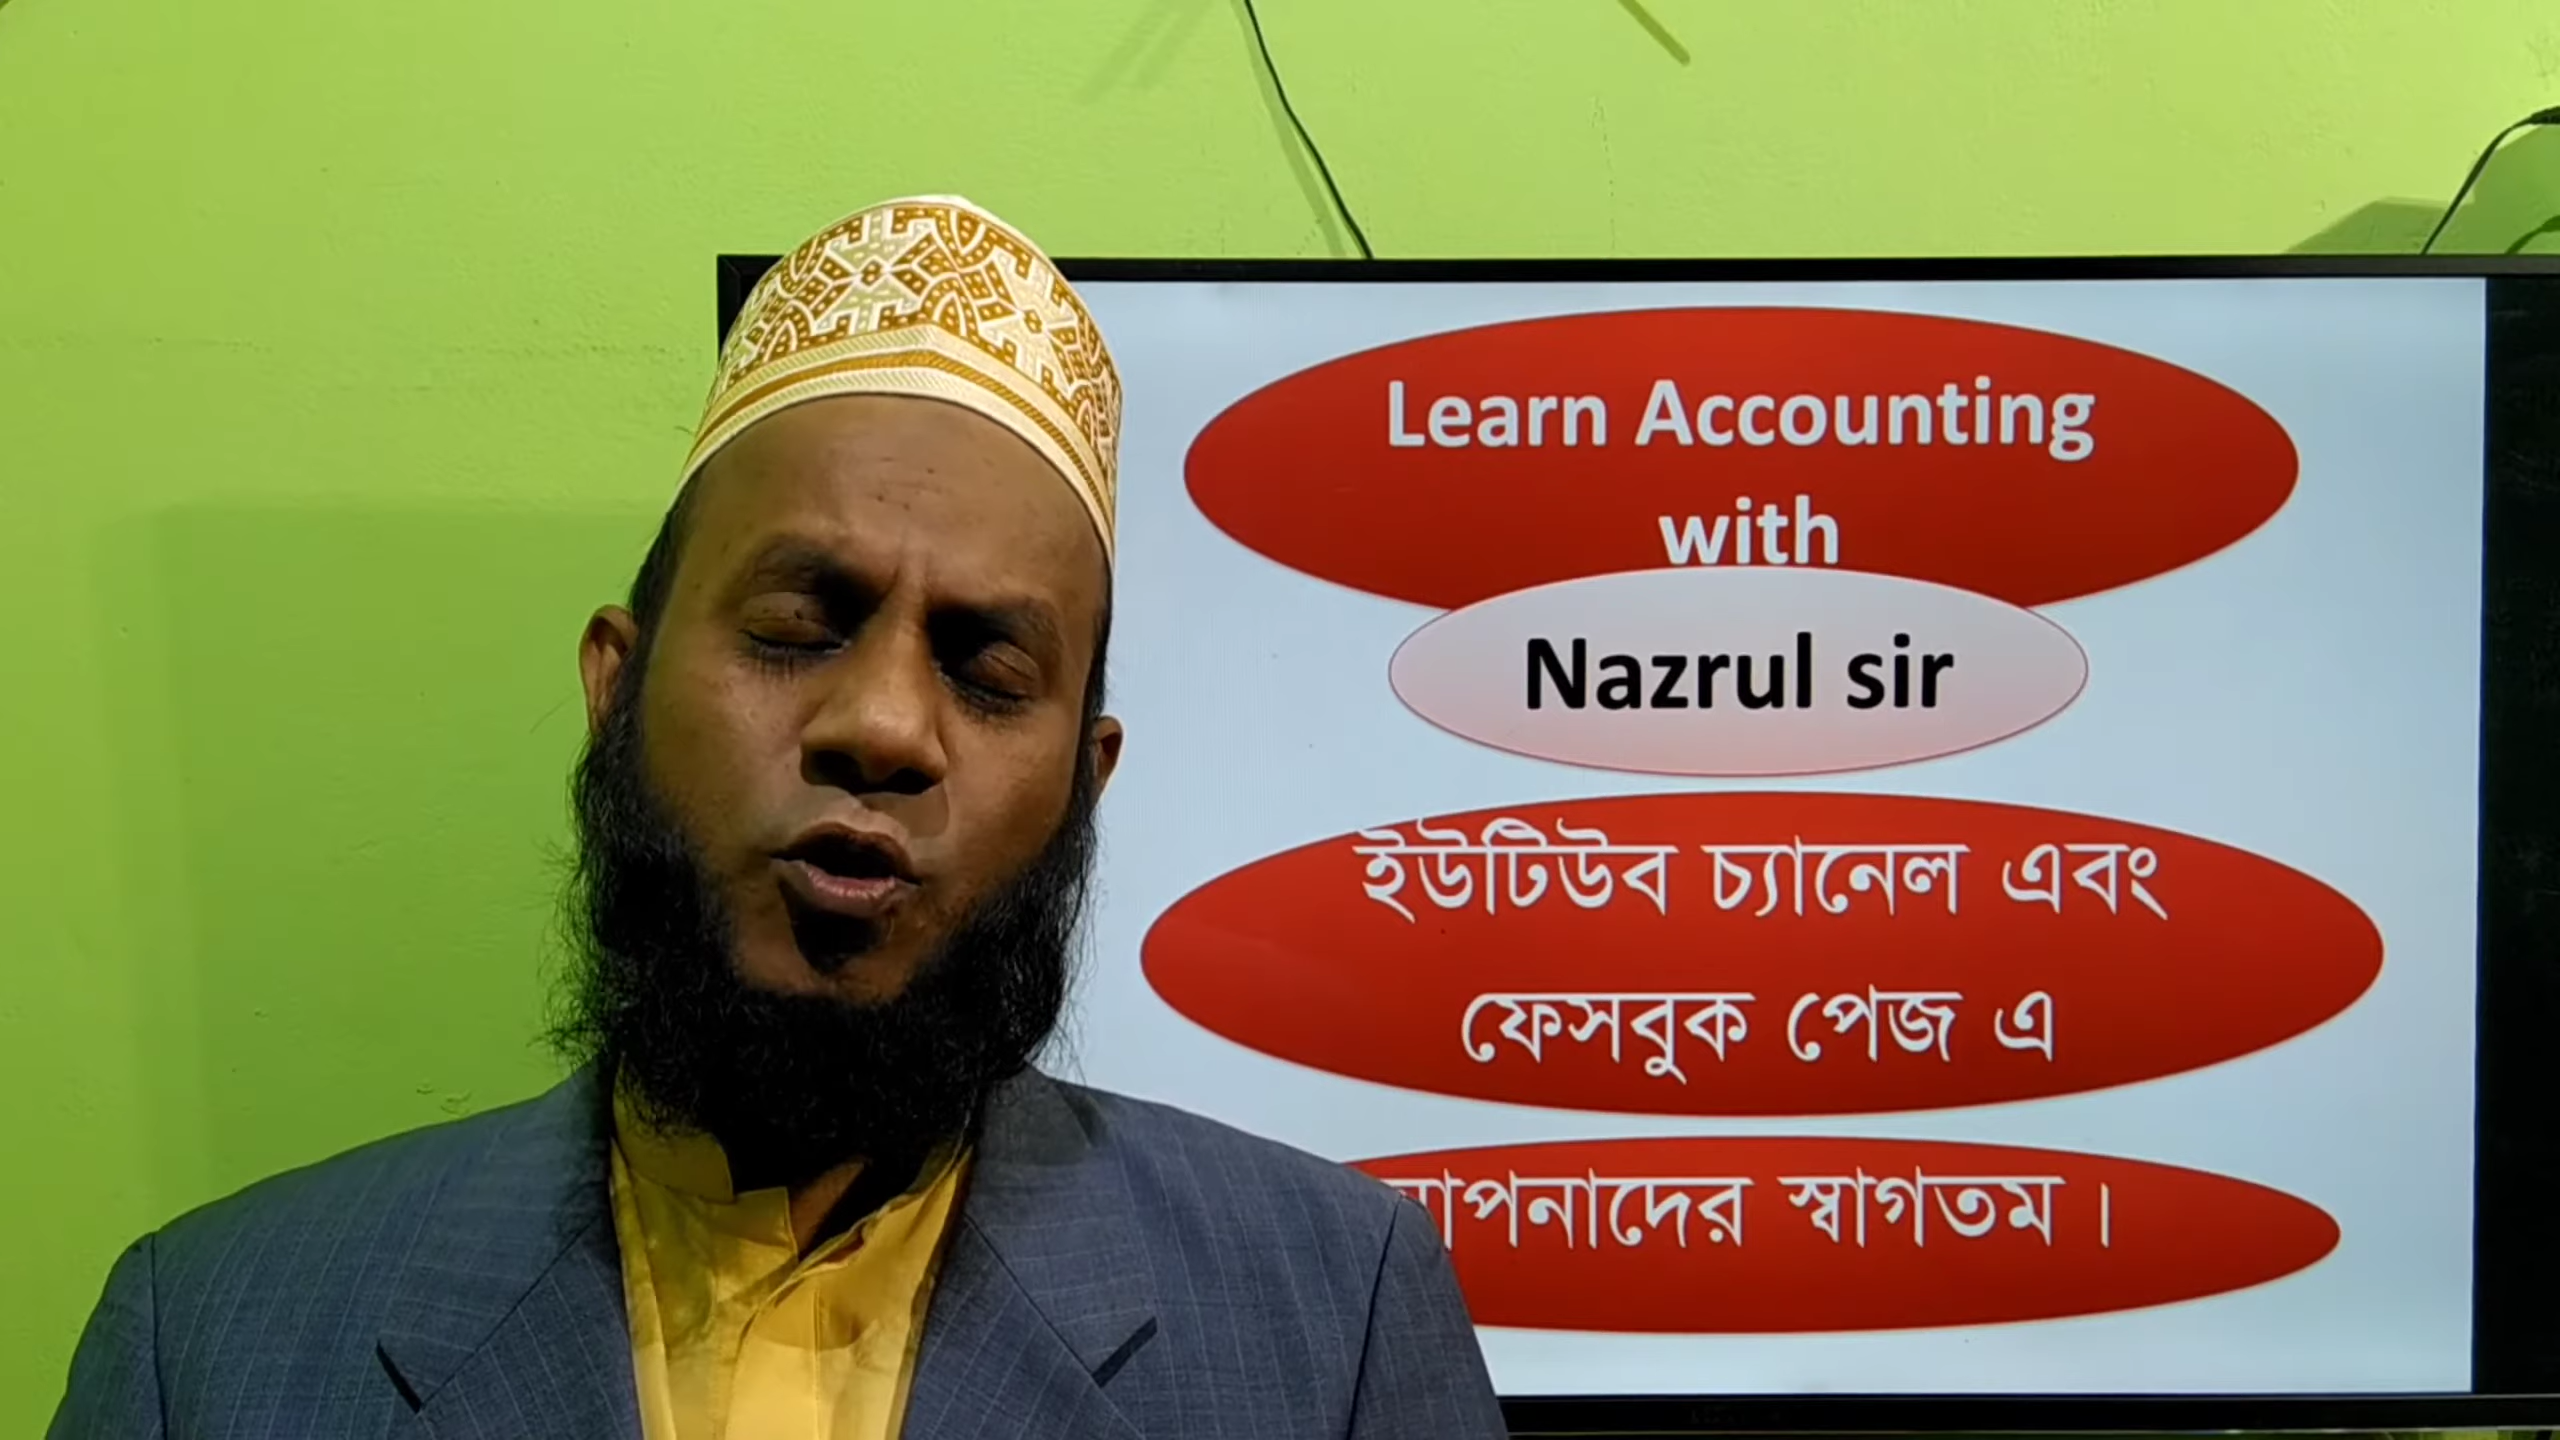 Learn Accounting
with
Nazrul sir
ইউটিউব চ্যানেল এবং
ফেসবুক পেজ এ
স্বাগতম।